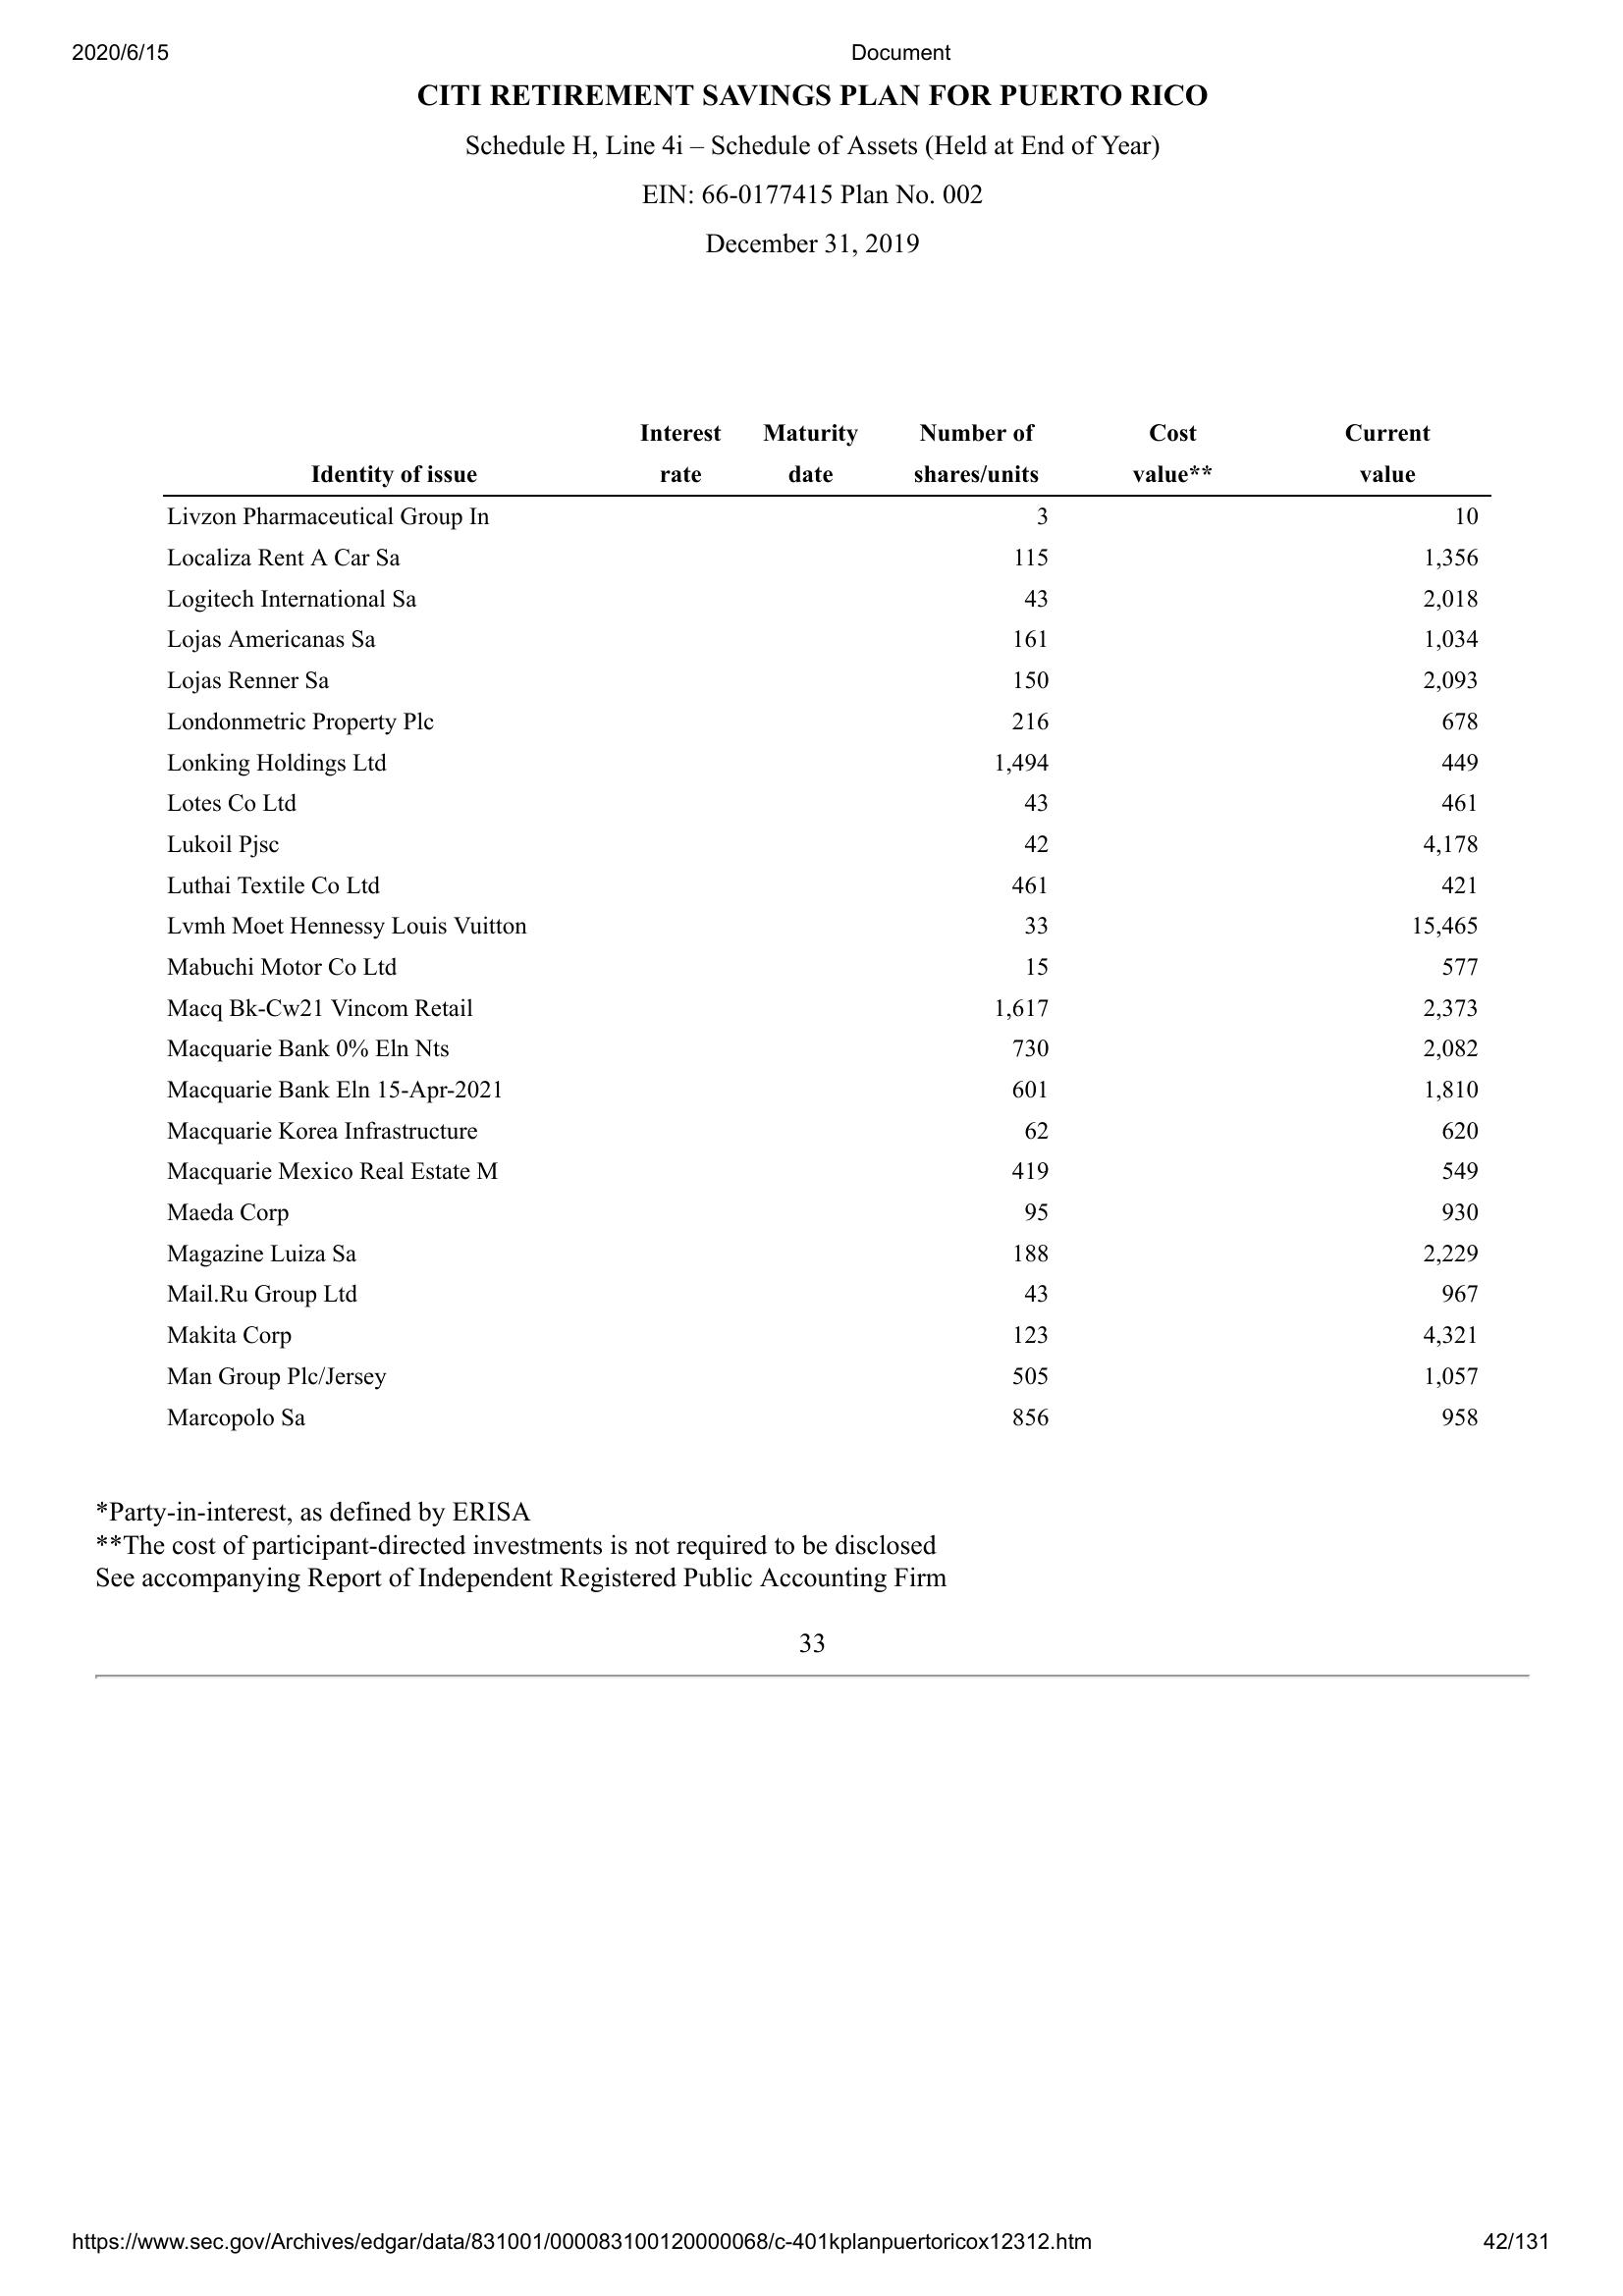 2020/6/15 Document
CITI RETIREMENT SAVINGS PLAN FOR PUERTO RICO
Schedule H, Line 4i – Schedule of Assets (Held at End of Year)
EIN: 66-0177415 Plan No. 002
December 31, 2019
Interest Maturity Number of Cost Current
Identity of issue rate date shares/units value** value
Livzon Pharmaceutical Group In 3 10
Localiza Rent A Car Sa 115 1,356
Logitech International Sa 43 2,018
Lojas Americanas Sa 161 1,034
Lojas Renner Sa 150 2,093
Londonmetric Property Plc 216 678
Lonking Holdings Ltd 1,494 449
Lotes Co Ltd 43 461
Lukoil Pjsc 42 4,178
Luthai Textile Co Ltd 461 421
Lvmh Moet Hennessy Louis Vuitton 33 15,465
Mabuchi Motor Co Ltd 15 577
Macq Bk-Cw21 Vincom Retail 1,617 2,373
Macquarie Bank 0% Eln Nts 730 2,082
Macquarie Bank Eln 15-Apr-2021 601 1,810
Macquarie Korea Infrastructure 62 620
Macquarie Mexico Real Estate M 419 549
Maeda Corp 95 930
Magazine Luiza Sa 188 2,229
Mail.Ru Group Ltd 43 967
Makita Corp 123 4,321
Man Group Plc/Jersey 505 1,057
Marcopolo Sa 856 958
*Party-in-interest, as defined by ERISA
**The cost of participant-directed investments is not required to be disclosed
See accompanying Report of Independent Registered Public Accounting Firm
33
https://www.sec.gov/Archives/edgar/data/831001/000083100120000068/c-401kplanpuertoricox12312.htm 42/131